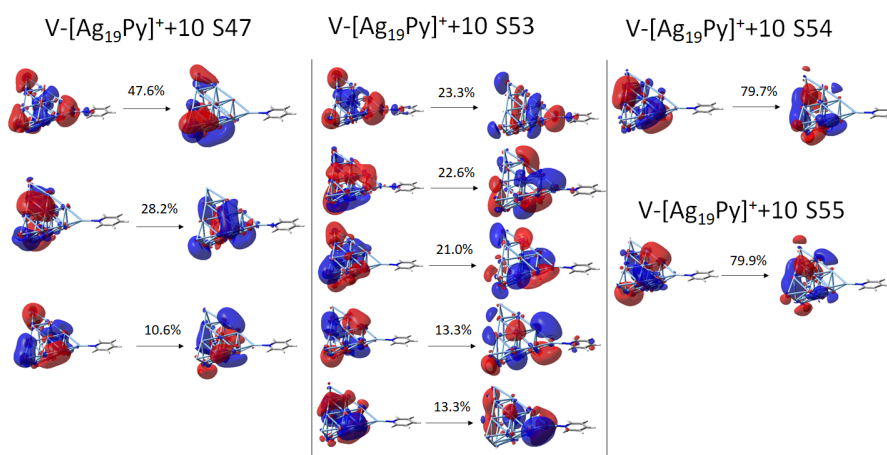 V-[Ag₁₉Py]⁺+10 S47
47.6%
28.2%
10.6%
V-[Ag₁₉Py]⁺+10 S53
23.3%
22.6%
21.0%
13.3%
13.3%
V-[Ag₁₉Py]⁺+10 S54
79.7%
V-[Ag₁₉Py]⁺+10 S55
79.9%